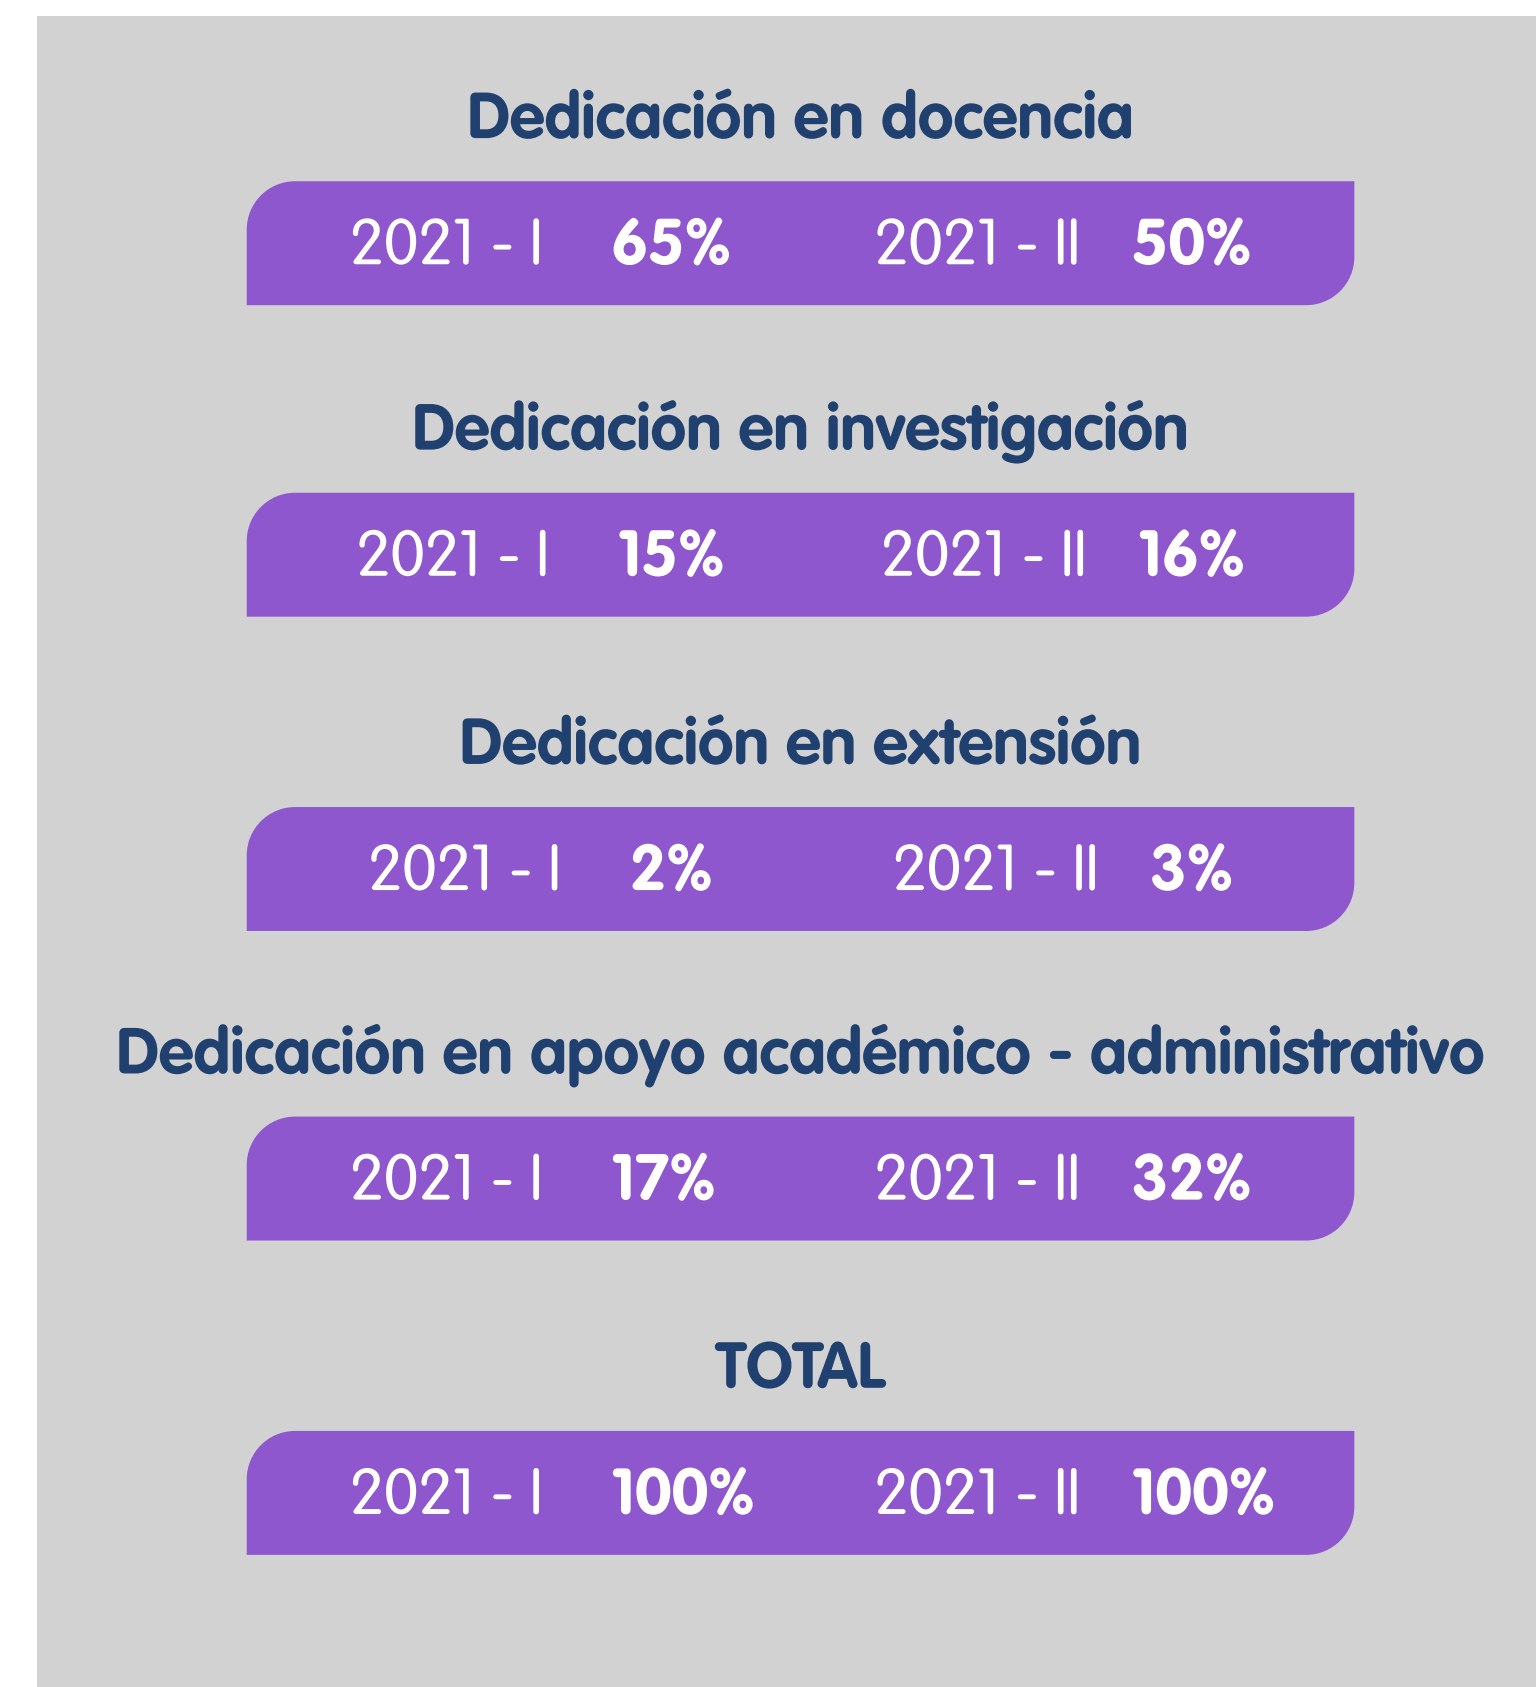 Dedicación en docencia
2021 - I 65% 2021 - II 50%
Dedicación en investigación
2021 - I 15% 2021 - II 16%
Dedicación en extensión
2021 - I 2% 2021 - II 3%
Dedicación en apoyo académico - administrativo
2021 - I 17% 2021 - II 32%
TOTAL
2021 - I 100% 2021 - II 100%